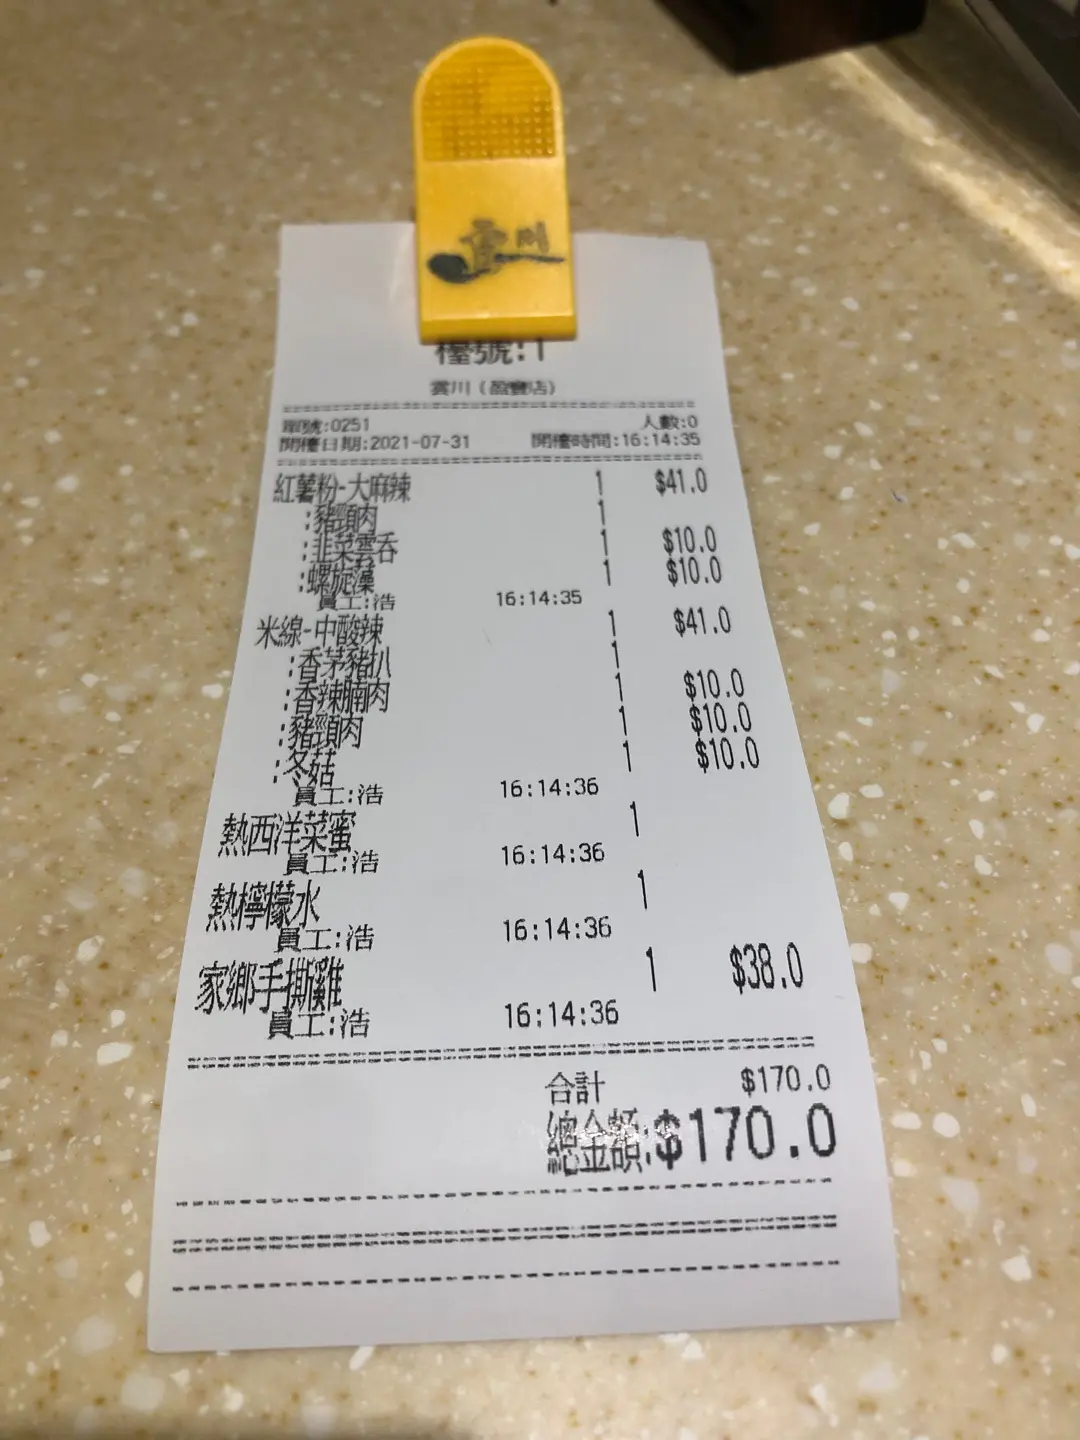 雲川
檯號:1
雲川 (盈豐店)
單號:0251 人數:0
開檯日期:2021-07-31 開檯時間:16:14:35
紅薯粉-大麻辣 1 $41.0
:豬頸肉 1
:韭菜雲吞 1 $10.0
:螺旋藻 1 $10.0
員工:浩 16:14:35
米線-中酸辣 1 $41.0
:香茅豬扒 1
:香辣腩肉 1 $10.0
:豬頸肉 1 $10.0
:冬菇 1 $10.0
員工:浩 16:14:36
熱西洋菜蜜 1
員工:浩 16:14:36
熱檸檬水 1
員工:浩 16:14:36
家鄉手撕雞 1 $38.0
員工:浩 16:14:36
合計 $170.0
總金額:$170.0